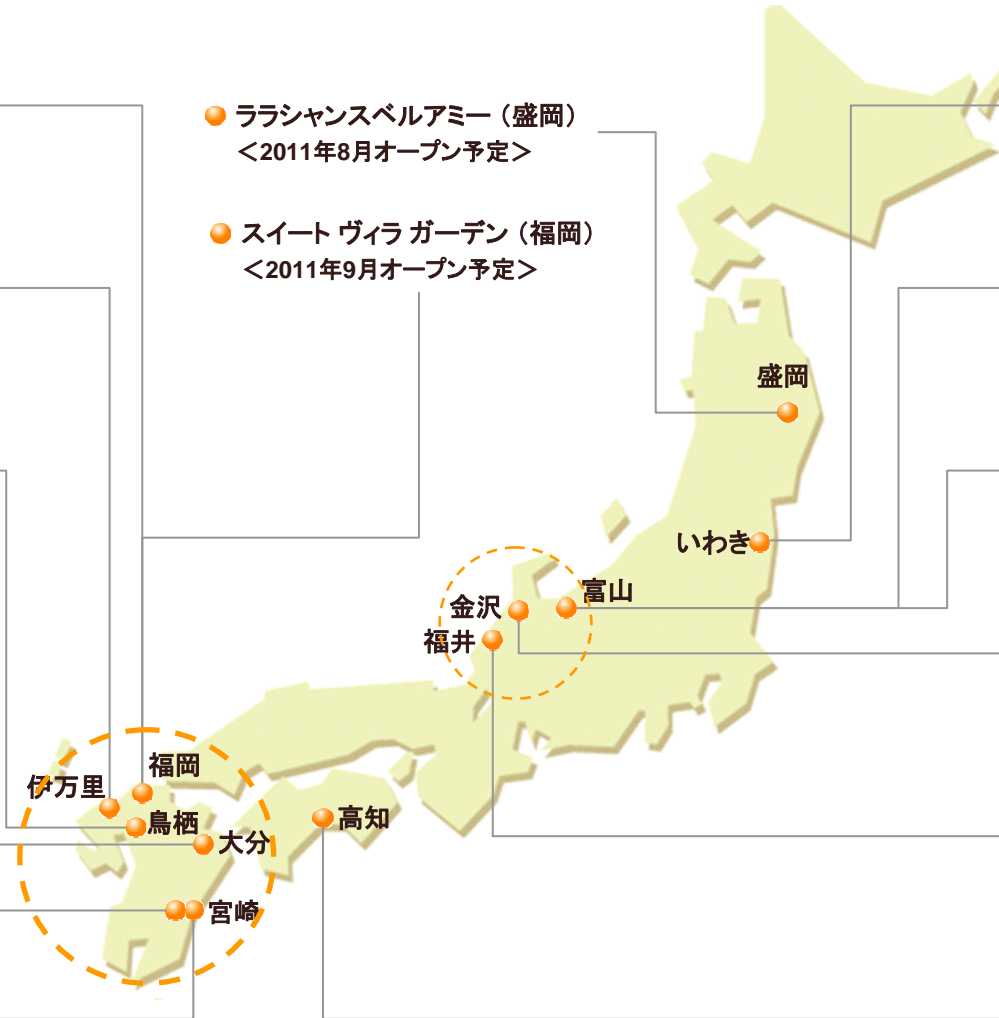 ララシャンスベルアミー（盛岡）
＜2011年8月オープン予定＞
スイート ヴィラ ガーデン（福岡）
＜2011年9月オープン予定＞
盛岡
いわき
富山
金沢
福井
福岡
伊万里
鳥栖
高知
大分
宮崎